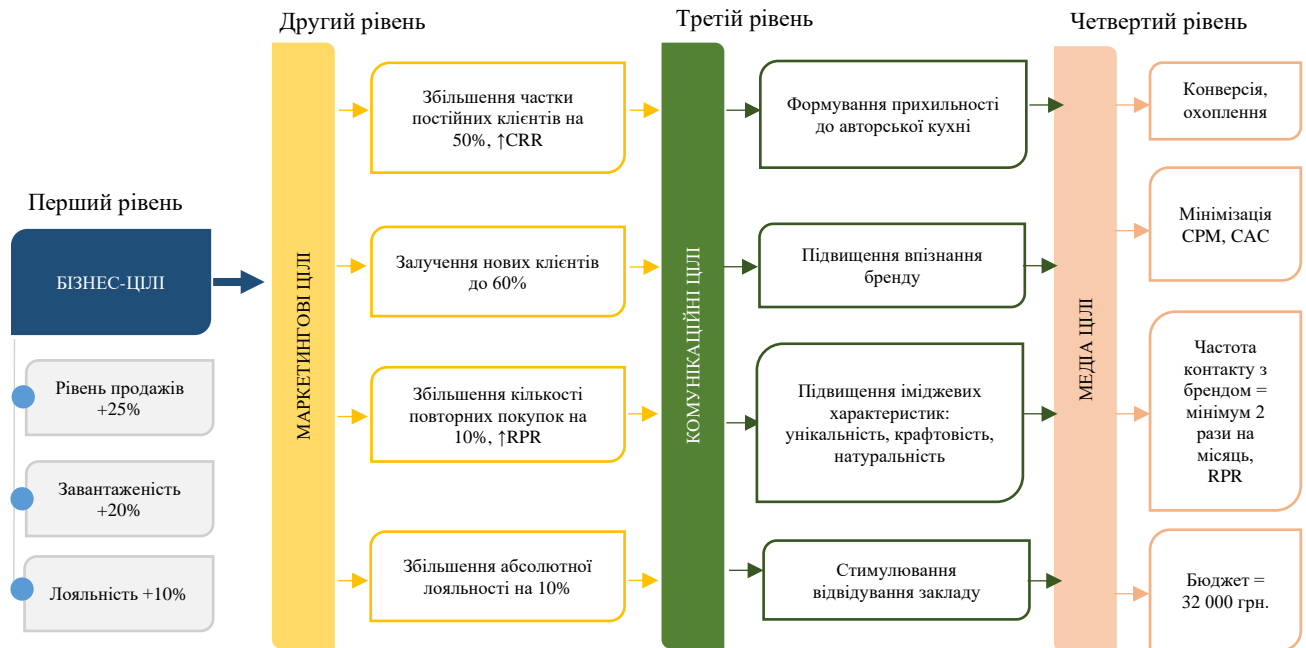 Перший рівень
БІЗНЕС-ЦІЛІ
Рівень продажів
+25%
Завантаженість
+20%
Лояльність +10%
Другий рівень
МАРКЕТИНГОВІ ЦІЛІ
Збільшення частки
постійних клієнтів на
50%, ↑CRR
Залучення нових клієнтів
до 60%
Збільшення кількості
повторних покупок на
10%, ↑RPR
Збільшення абсолютної
лояльності на 10%
Третій рівень
КОМУНІКАЦІЙНІ ЦІЛІ
Формування прихильності
до авторської кухні
Підвищення впізнання
бренду
Підвищення іміджевих
характеристик:
унікальність, крафтовість,
натуральність
Стимулювання
відвідування закладу
Четвертий рівень
МЕДІА ЦІЛІ
Конверсія,
охоплення
Мінімізація
CPM, CAC
Частота
контакту з
брендом =
мінімум 2
рази на
місяць,
RPR
Бюджет =
32 000 грн.